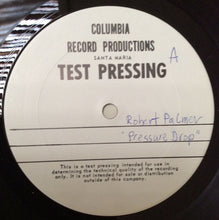 COLUMBIA
RECORD PRODUCTIONS
SANTA MARIA
TEST PRESSING
A
Robert Palmer
"Pressure Drop"
This is a test pressing intended for use in
determining the technical quality of the recording
only. It is not intended for sale or distribution
outside of this company.